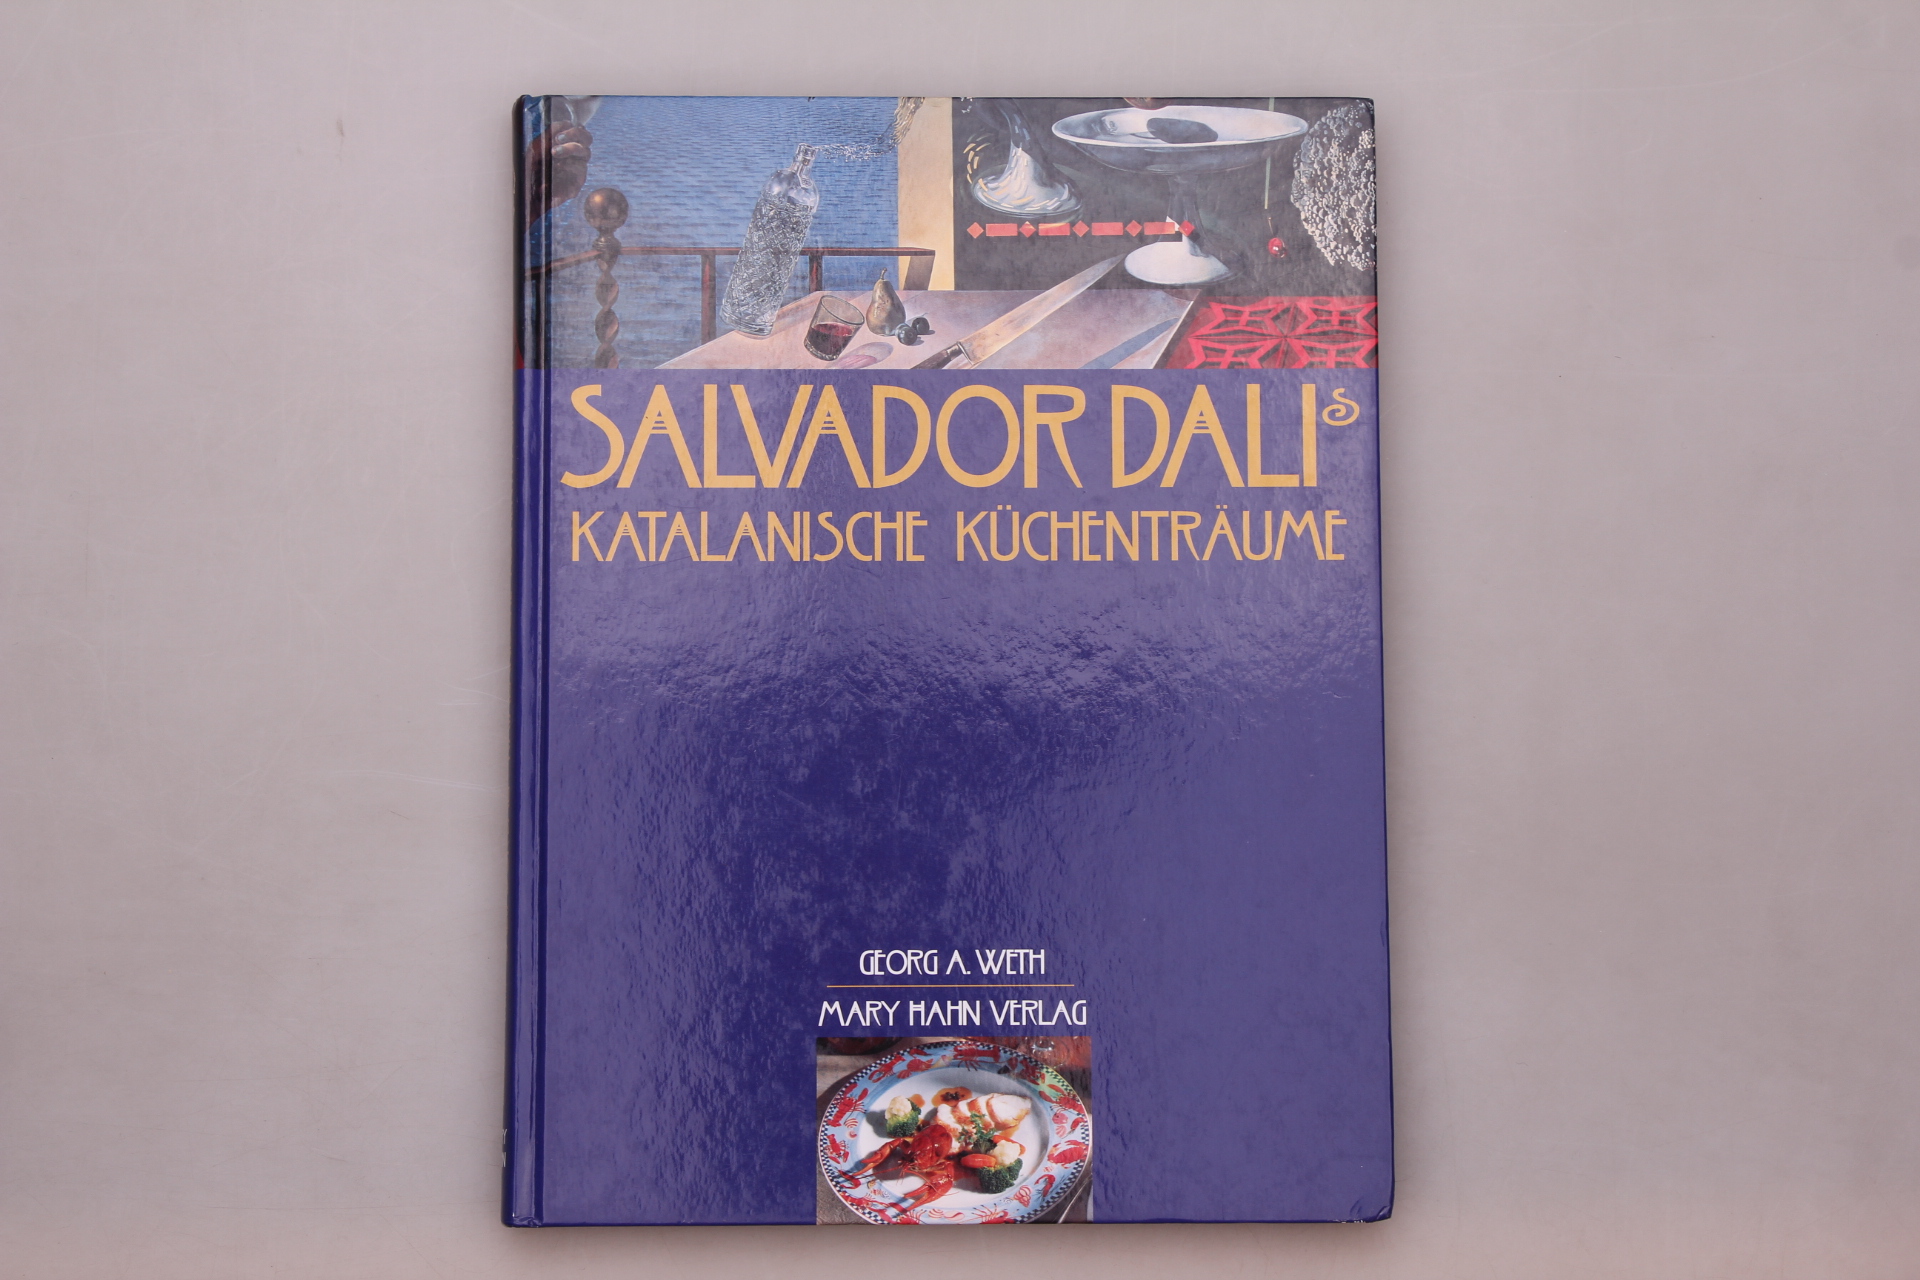 SALVADOR DALIs
KATALANISCHE KÜCHENTRÄUME
GEORG A. WETH
MARY HAHN VERLAG